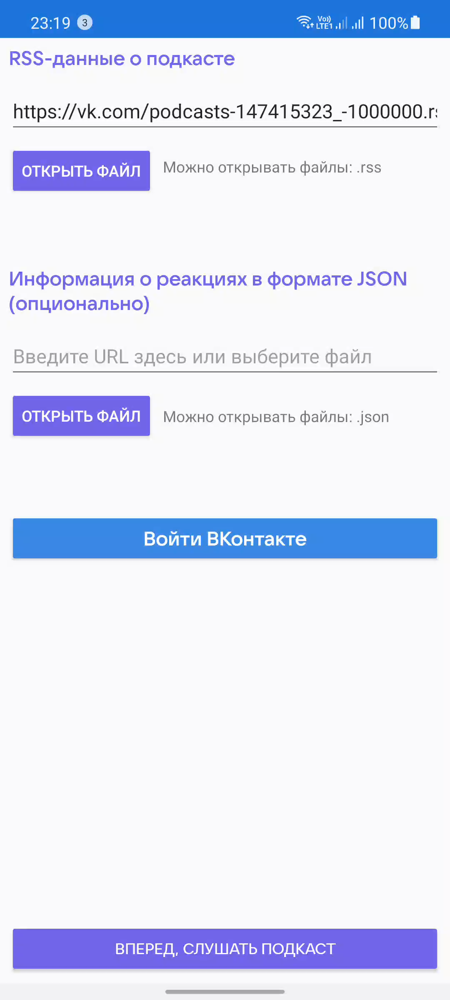 23:19 3 Vo)) LTE1 100%
RSS-данные о подкасте
https://vk.com/podcasts-147415323_-1000000.rs
ОТКРЫТЬ ФАЙЛ Можно открывать файлы: .rss
Информация о реакциях в формате JSON
(опционально)
Введите URL здесь или выберите файл
ОТКРЫТЬ ФАЙЛ Можно открывать файлы: .json
Войти ВКонтакте
ВПЕРЕД, СЛУШАТЬ ПОДКАСТ